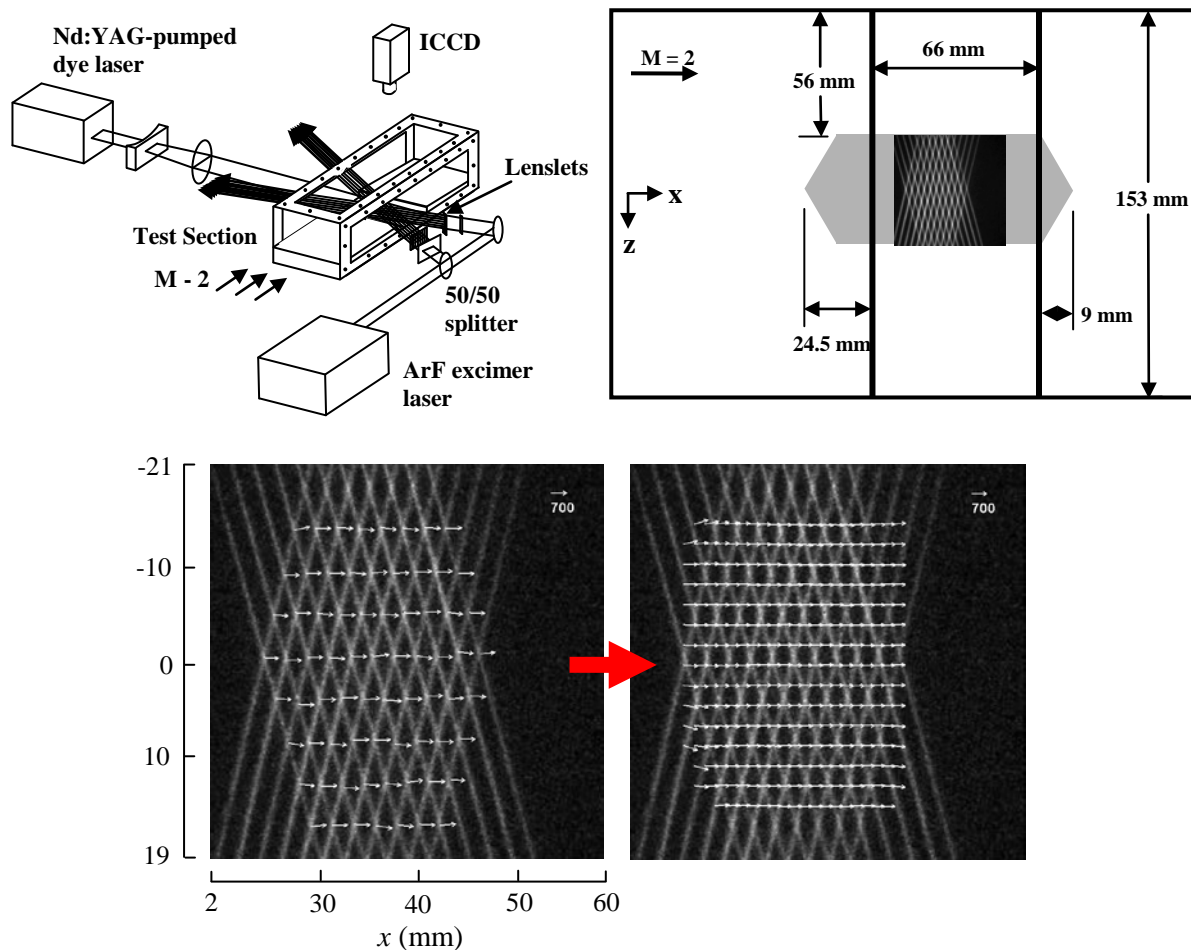 Nd:YAG-pumped
dye laser
ICCD
Lenslets
Test Section
M - 2
50/50
splitter
ArF excimer
laser
M = 2
66 mm
56 mm
x
z
153 mm
24.5 mm
9 mm
-21
-10
0
10
19
700
700
2
30
40
50
60
x (mm)